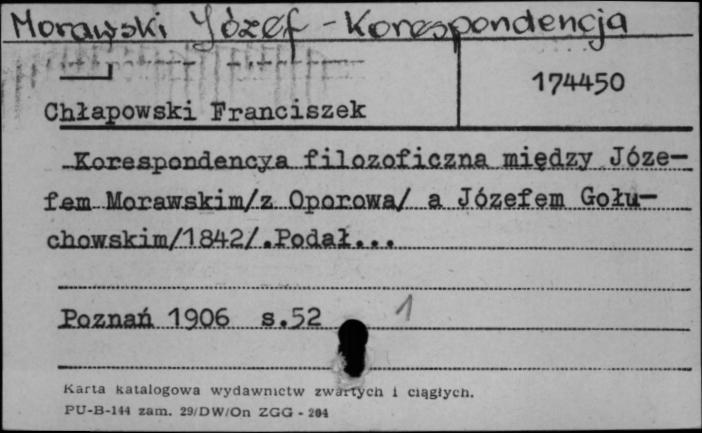 Morawski Józef - Korespondencja
174450
Chłapowski Franciszek
Korespondencya filozoficzna między Józe-
fem Morawskim/z Oporowa/ a Józefem Gołu-
chowskim/1842/.Podał...
Poznań 1906 s.52 1
Karta katalogowa wydawnictw zwartych i ciągłych.
PU-B-144 zam. 29/DW/On ZGG - 204